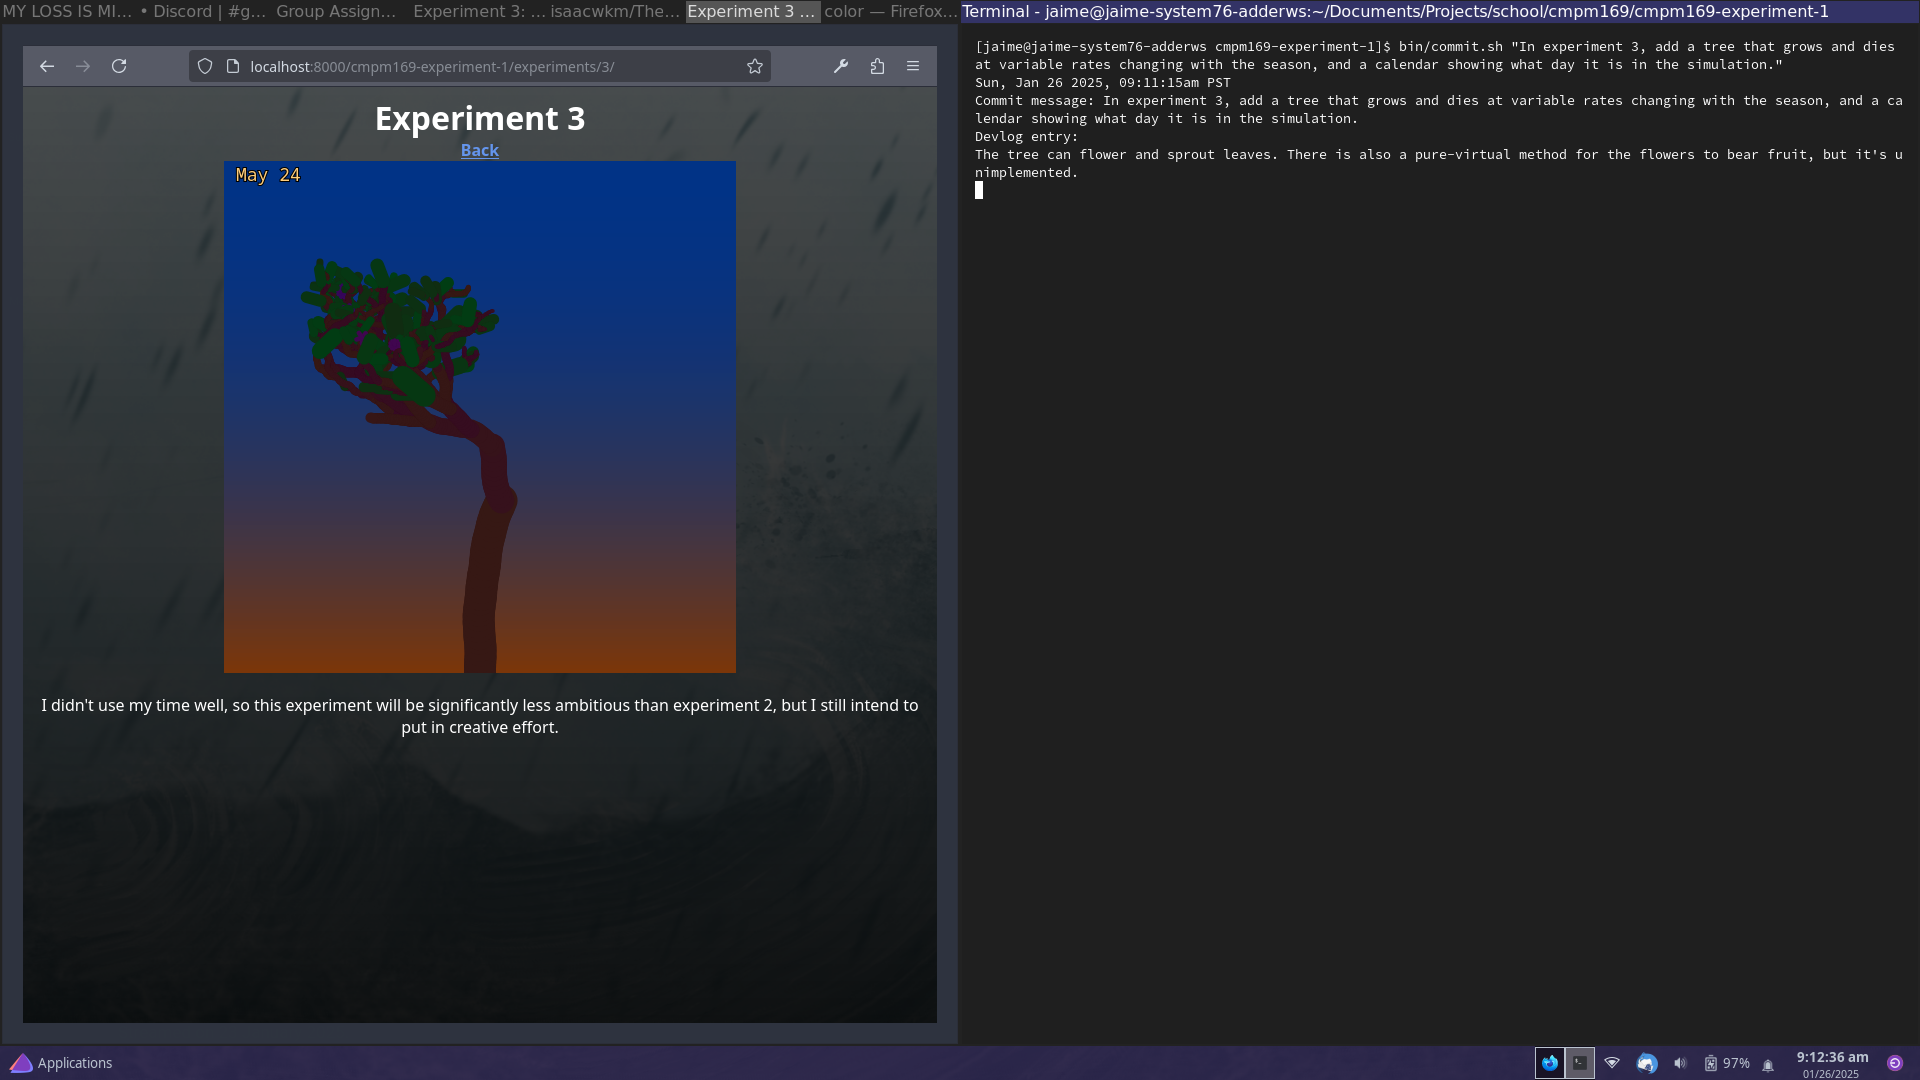 MY LOSS IS MI... • Discord | #g... Group Assign... Experiment 3: ... isaacwkm/The... Experiment 3 ... color — Firefox... Terminal - jaime@jaime-system76-adderws:~/Documents/Projects/school/cmpm169/cmpm169-experiment-1
localhost:8000/cmpm169-experiment-1/experiments/3/
Experiment 3
Back
May 24
I didn't use my time well, so this experiment will be significantly less ambitious than experiment 2, but I still intend to
put in creative effort.
[jaime@jaime-system76-adderws cmpm169-experiment-1]$ bin/commit.sh "In experiment 3, add a tree that grows and dies
at variable rates changing with the season, and a calendar showing what day it is in the simulation."
Sun, Jan 26 2025, 09:11:15am PST
Commit message: In experiment 3, add a tree that grows and dies at variable rates changing with the season, and a ca
lendar showing what day it is in the simulation.
Devlog entry:
The tree can flower and sprout leaves. There is also a pure-virtual method for the flowers to bear fruit, but it's u
nimplemented.
Applications
97%
9:12:36 am
01/26/2025